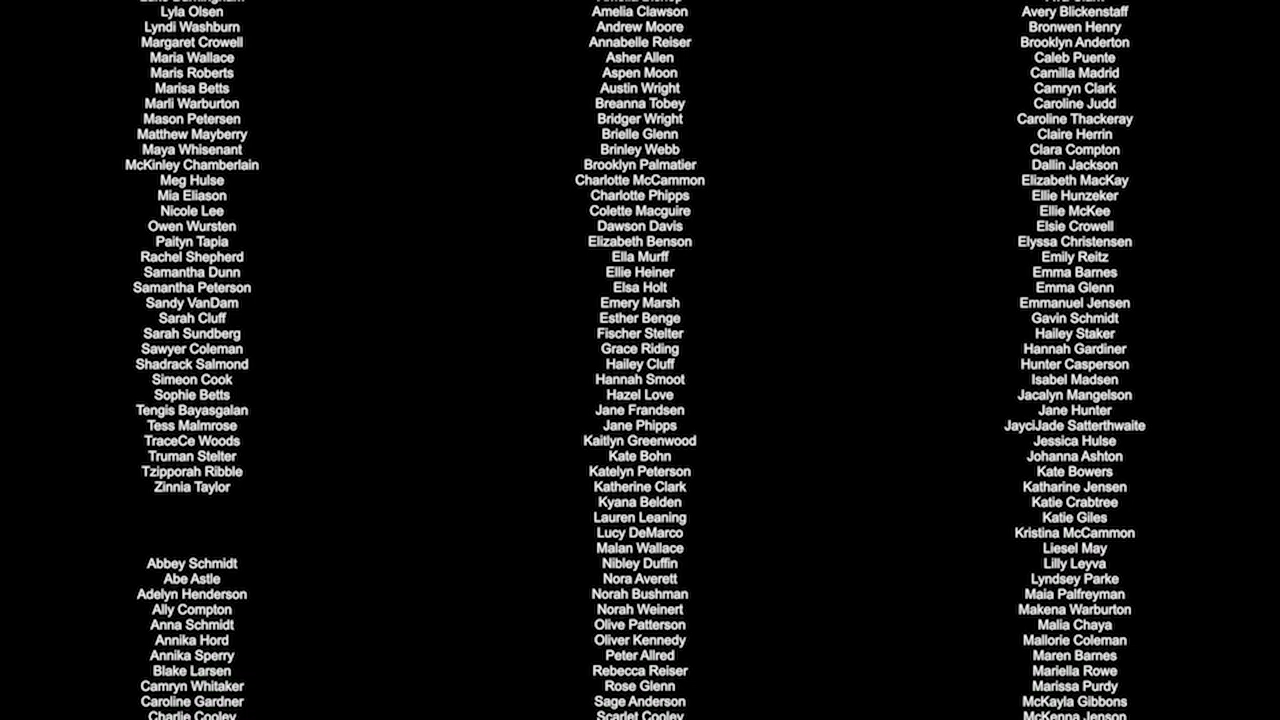 Lyla Olsen
Lyndi Washburn
Margaret Crowell
Maria Wallace
Maris Roberts
Marisa Betts
Marli Warburton
Mason Petersen
Matthew Mayberry
Maya Whisenant
McKinley Chamberlain
Meg Hulse
Mia Eliason
Nicole Lee
Owen Wursten
Paityn Tapia
Rachel Shepherd
Samantha Dunn
Samantha Peterson
Sandy VanDam
Sarah Cluff
Sarah Sundberg
Sawyer Coleman
Shadrack Salmond
Simeon Cook
Sophie Betts
Tengis Bayasgalan
Tess Malmrose
TraceCe Woods
Truman Stelter
Tzipporah Ribble
Zinnia Taylor
Abbey Schmidt
Abe Astle
Adelyn Henderson
Ally Compton
Anna Schmidt
Annika Hord
Annika Sperry
Blake Larsen
Camryn Whitaker
Caroline Gardner
Charlie Cooley
Amelia Clawson
Andrew Moore
Annabelle Reiser
Asher Allen
Aspen Moon
Austin Wright
Breanna Tobey
Bridger Wright
Brielle Glenn
Brinley Webb
Brooklyn Palmatier
Charlotte McCammon
Charlotte Phipps
Colette Macguire
Dawson Davis
Elizabeth Benson
Ella Murff
Ellie Heiner
Elsa Holt
Emery Marsh
Esther Benge
Fischer Stelter
Grace Riding
Hailey Cluff
Hannah Smoot
Hazel Love
Jane Frandsen
Jane Phipps
Kaitlyn Greenwood
Kate Bohn
Katelyn Peterson
Katherine Clark
Kyana Belden
Lauren Leaning
Lucy DeMarco
Malan Wallace
Nibley Duffin
Nora Averett
Norah Bushman
Norah Weinert
Olive Patterson
Oliver Kennedy
Peter Allred
Rebecca Reiser
Rose Glenn
Sage Anderson
Scarlet Cooley
Avery Blickenstaff
Bronwen Henry
Brooklyn Anderton
Caleb Puente
Camilla Madrid
Camryn Clark
Caroline Judd
Caroline Thackeray
Claire Herrin
Clara Compton
Dallin Jackson
Elizabeth MacKay
Ellie Hunzeker
Ellie McKee
Elsie Crowell
Elyssa Christensen
Emily Reitz
Emma Barnes
Emma Glenn
Emmanuel Jensen
Gavin Schmidt
Hailey Staker
Hannah Gardiner
Hunter Casperson
Isabel Madsen
Jacalyn Mangelson
Jane Hunter
JayciJade Satterthwaite
Jessica Hulse
Johanna Ashton
Kate Bowers
Katharine Jensen
Katie Crabtree
Katie Giles
Kristina McCammon
Liesel May
Lilly Leyva
Lyndsey Parke
Maia Palfreyman
Makena Warburton
Malia Chaya
Mallorie Coleman
Maren Barnes
Mariella Rowe
Marissa Purdy
McKayla Gibbons
McKenna Jenson